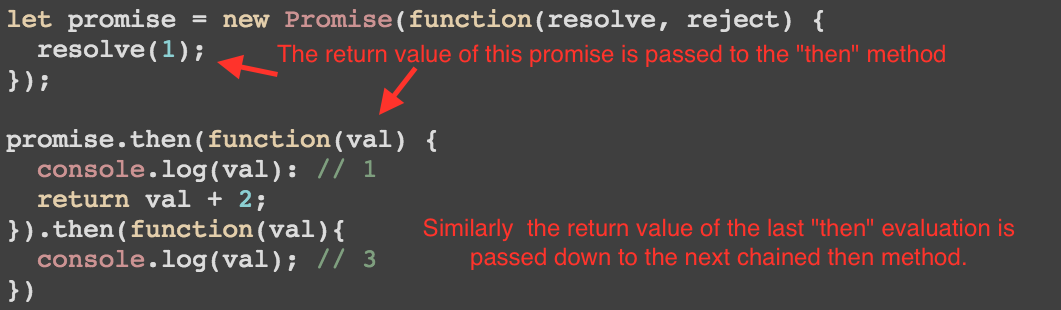 let promise = new Promise(function(resolve, reject) {
  resolve(1);
The return value of this promise is passed to the "then" method
});
promise.then(function(val) {
  console.log(val): // 1
  return val + 2;
}).then(function(val){
Similarly  the return value of the last "then" evaluation is
passed down to the next chained then method.
  console.log(val); // 3
})